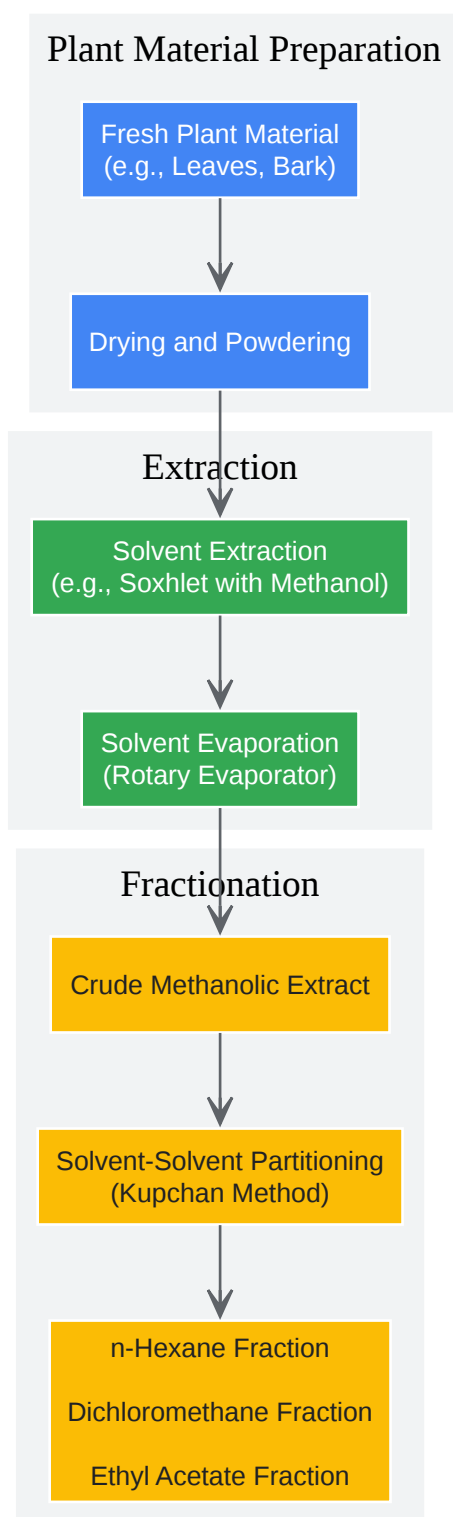 Plant Material Preparation
Fresh Plant Material
(e.g., Leaves, Bark)
Drying and Powdering
Extraction
Solvent Extraction
(e.g., Soxhlet with Methanol)
Solvent Evaporation
(Rotary Evaporator)
Fractionation
Crude Methanolic Extract
Solvent-Solvent Partitioning
(Kupchan Method)
n-Hexane Fraction
Dichloromethane Fraction
Ethyl Acetate Fraction